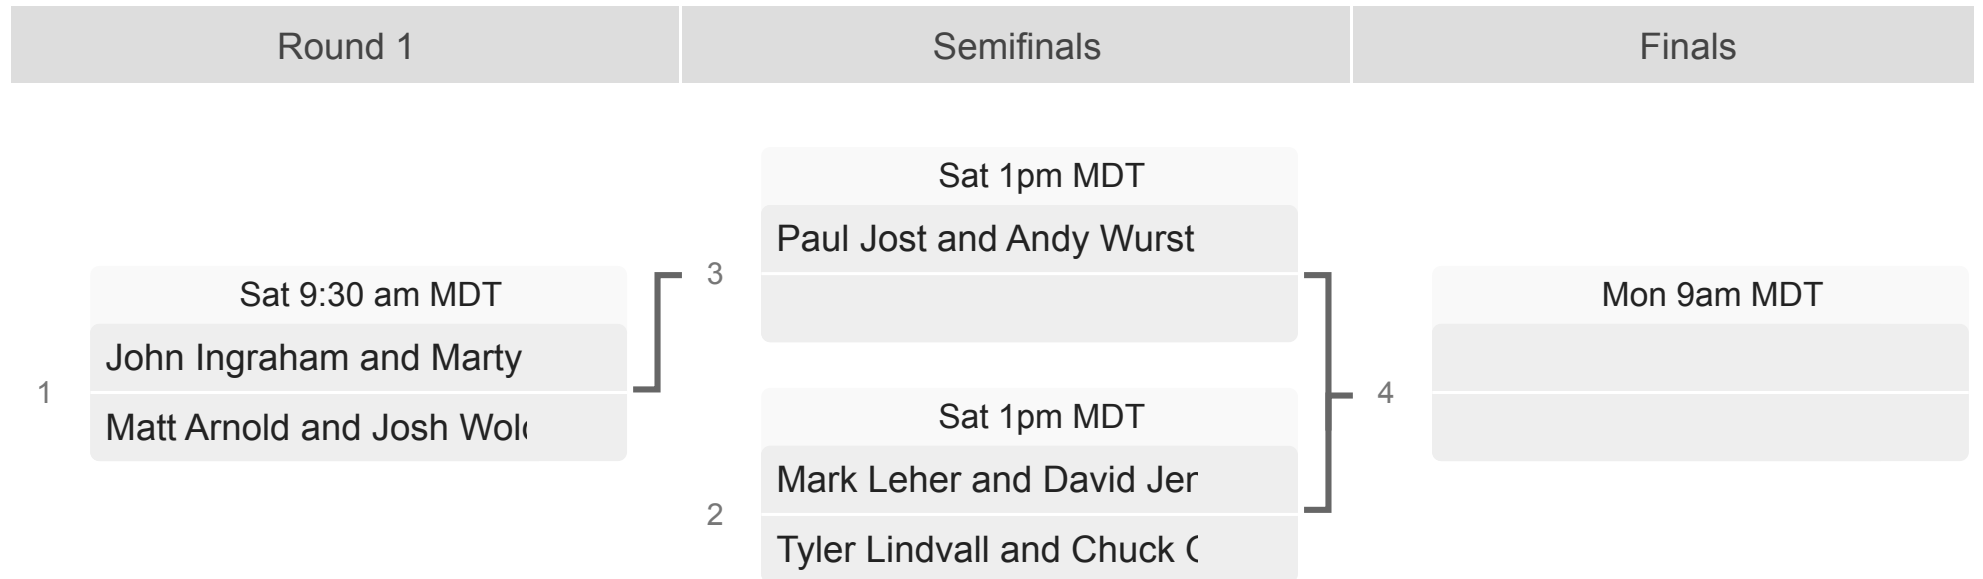 Round 1
Semifinals
Finals
Sat 9:30 am MDT
1
John Ingraham and Marty
Matt Arnold and Josh
Sat 1pm MDT
3
Paul Jost and Andy Wurst
Sat 1pm MDT
2
Mark Leher and David
Tyler Lindvall and Chuck
Mon 9am MDT
4